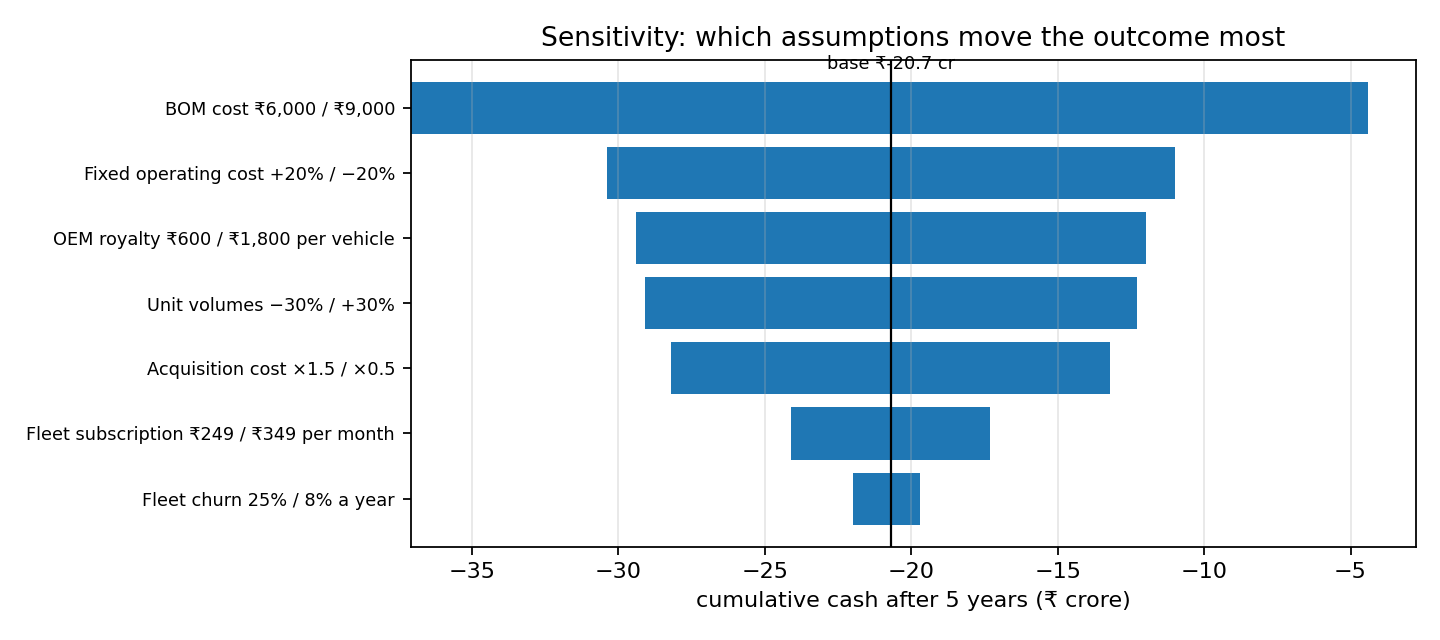 Sensitivity: which assumptions move the outcome most
base ₹-20.7 cr
BOM cost ₹6,000 / ₹9,000
Fixed operating cost +20% / −20%
OEM royalty ₹600 / ₹1,800 per vehicle
Unit volumes −30% / +30%
Acquisition cost ×1.5 / ×0.5
Fleet subscription ₹249 / ₹349 per month
Fleet churn 25% / 8% a year
−35 −30 −25 −20 −15 −10 −5
cumulative cash after 5 years (₹ crore)